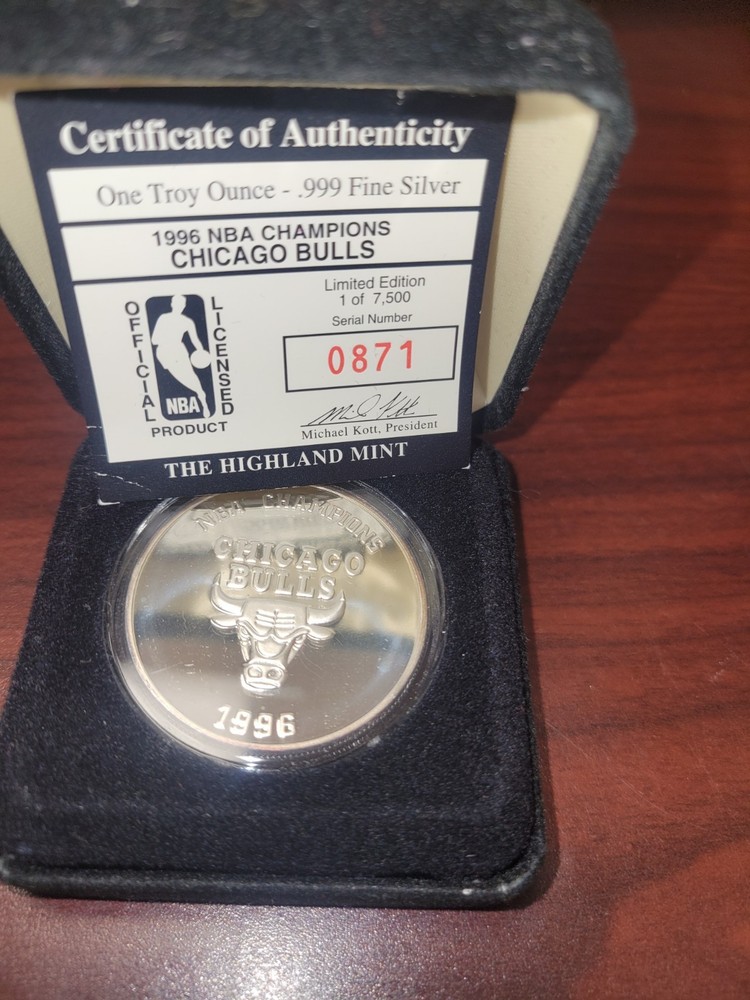 Certificate of Authenticity
One Troy Ounce - .999 Fine Silver
1996 NBA CHAMPIONS
CHICAGO BULLS
OFFICIAL
NBA
LICENSED
PRODUCT
Limited Edition
1 of 7,500
Serial Number
0871
Michael Kott, President
THE HIGHLAND MINT
NBA CHAMPIONS
CHICAGO
BULLS
1996